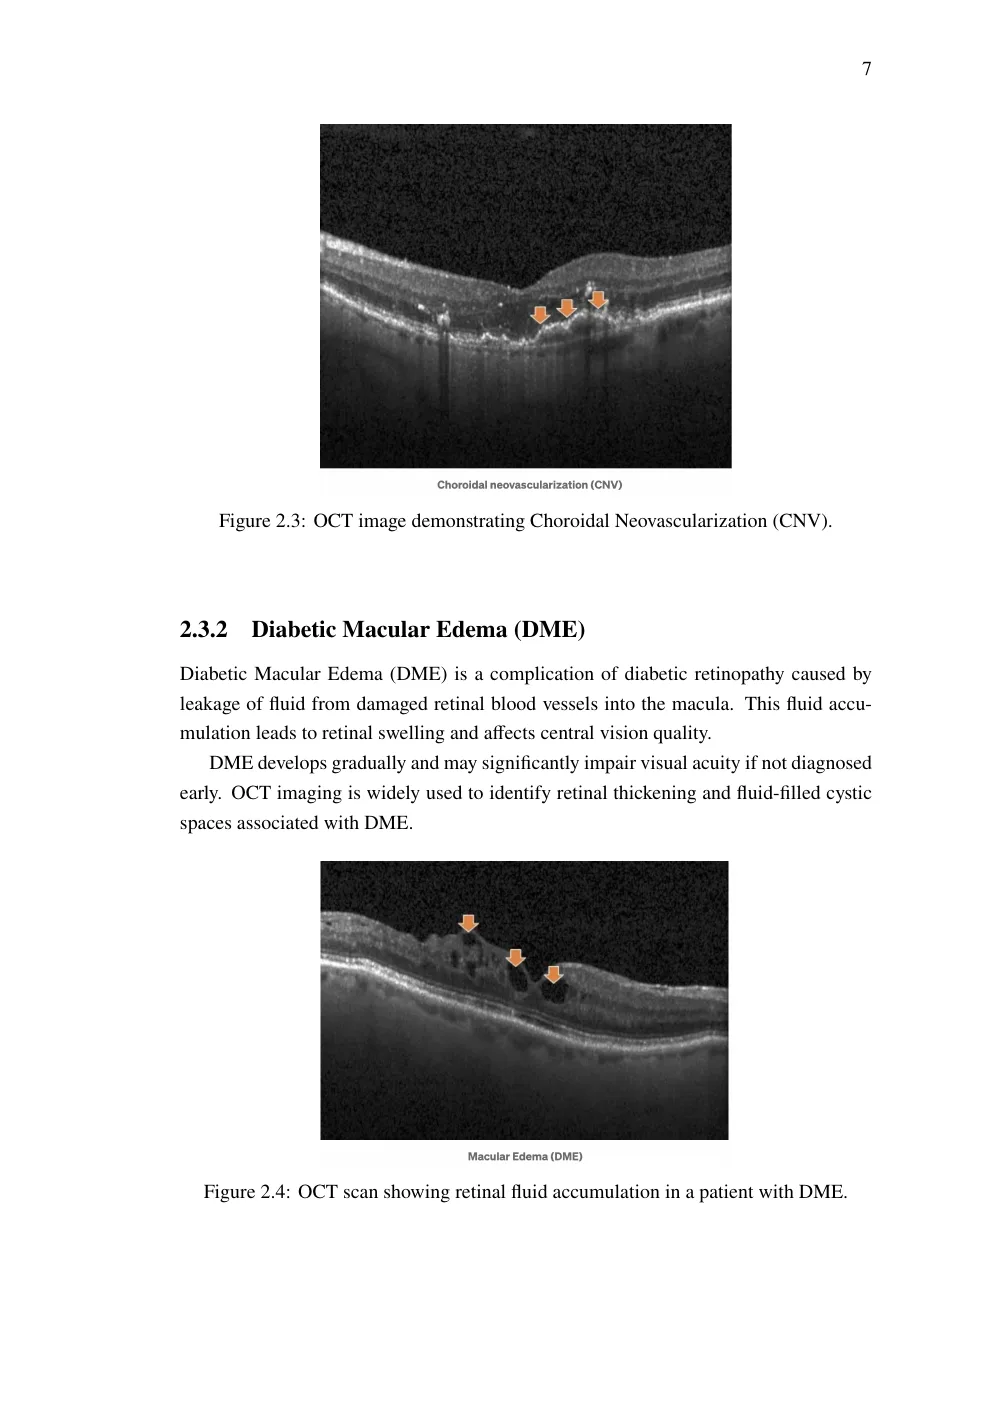 7
Choroidal neovascularization (CNV)
Figure 2.3: OCT image demonstrating Choroidal Neovascularization (CNV).
2.3.2 Diabetic Macular Edema (DME)
Diabetic Macular Edema (DME) is a complication of diabetic retinopathy caused by
leakage of fluid from damaged retinal blood vessels into the macula. This fluid accu-
mulation leads to retinal swelling and affects central vision quality.
DME develops gradually and may significantly impair visual acuity if not diagnosed
early. OCT imaging is widely used to identify retinal thickening and fluid-filled cystic
spaces associated with DME.
Macular Edema (DME)
Figure 2.4: OCT scan showing retinal fluid accumulation in a patient with DME.